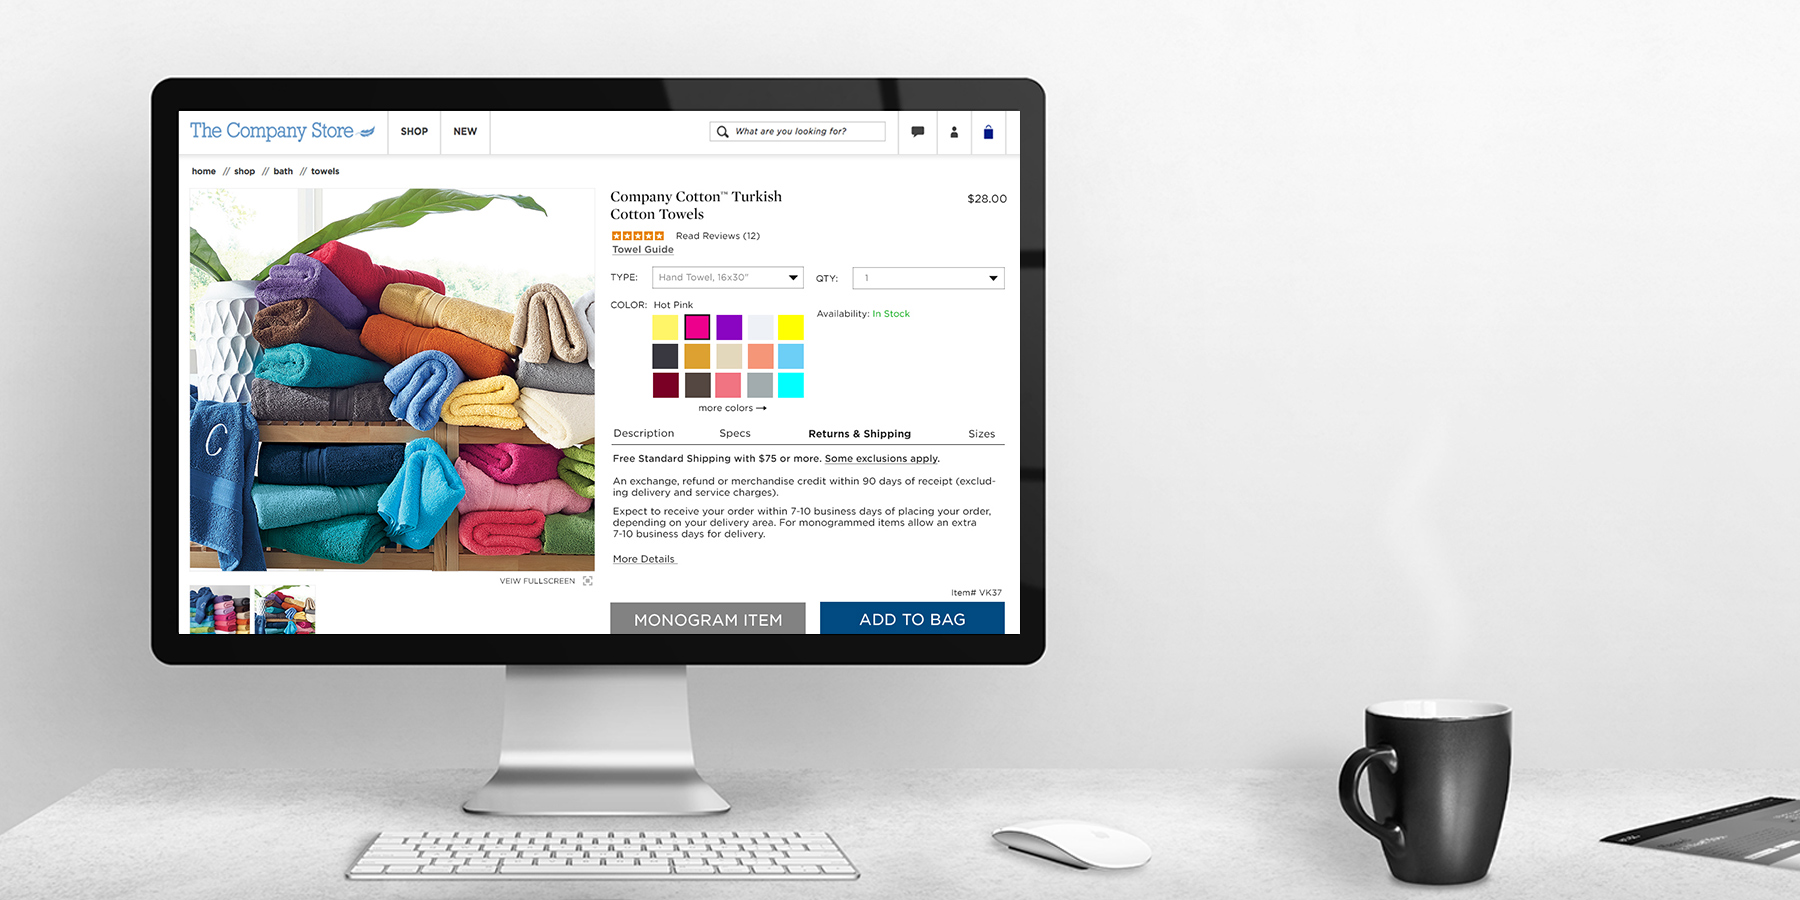 The Company Store
SHOP
NEW
What are you looking for?
home // shop // bath // towels
Company Cotton™ Turkish
Cotton Towels
$28.00
Read Reviews (12)
Towel Guide
TYPE:
Hand Towel, 16x30"
QTY:
1
COLOR: Hot Pink
Availability: In Stock
more colors →
Description
Specs
Returns & Shipping
Sizes
Free Standard Shipping with $75 or more. Some exclusions apply.
An exchange, refund or merchandise credit within 90 days of receipt (exclud-
ing delivery and service charges).
Expect to receive your order within 7-10 business days of placing your order,
depending on your delivery area. For monogrammed items allow an extra
7-10 business days for delivery.
More Details
C
VEIW FULLSCREEN
Item# VK37
MONOGRAM ITEM
ADD TO BAG